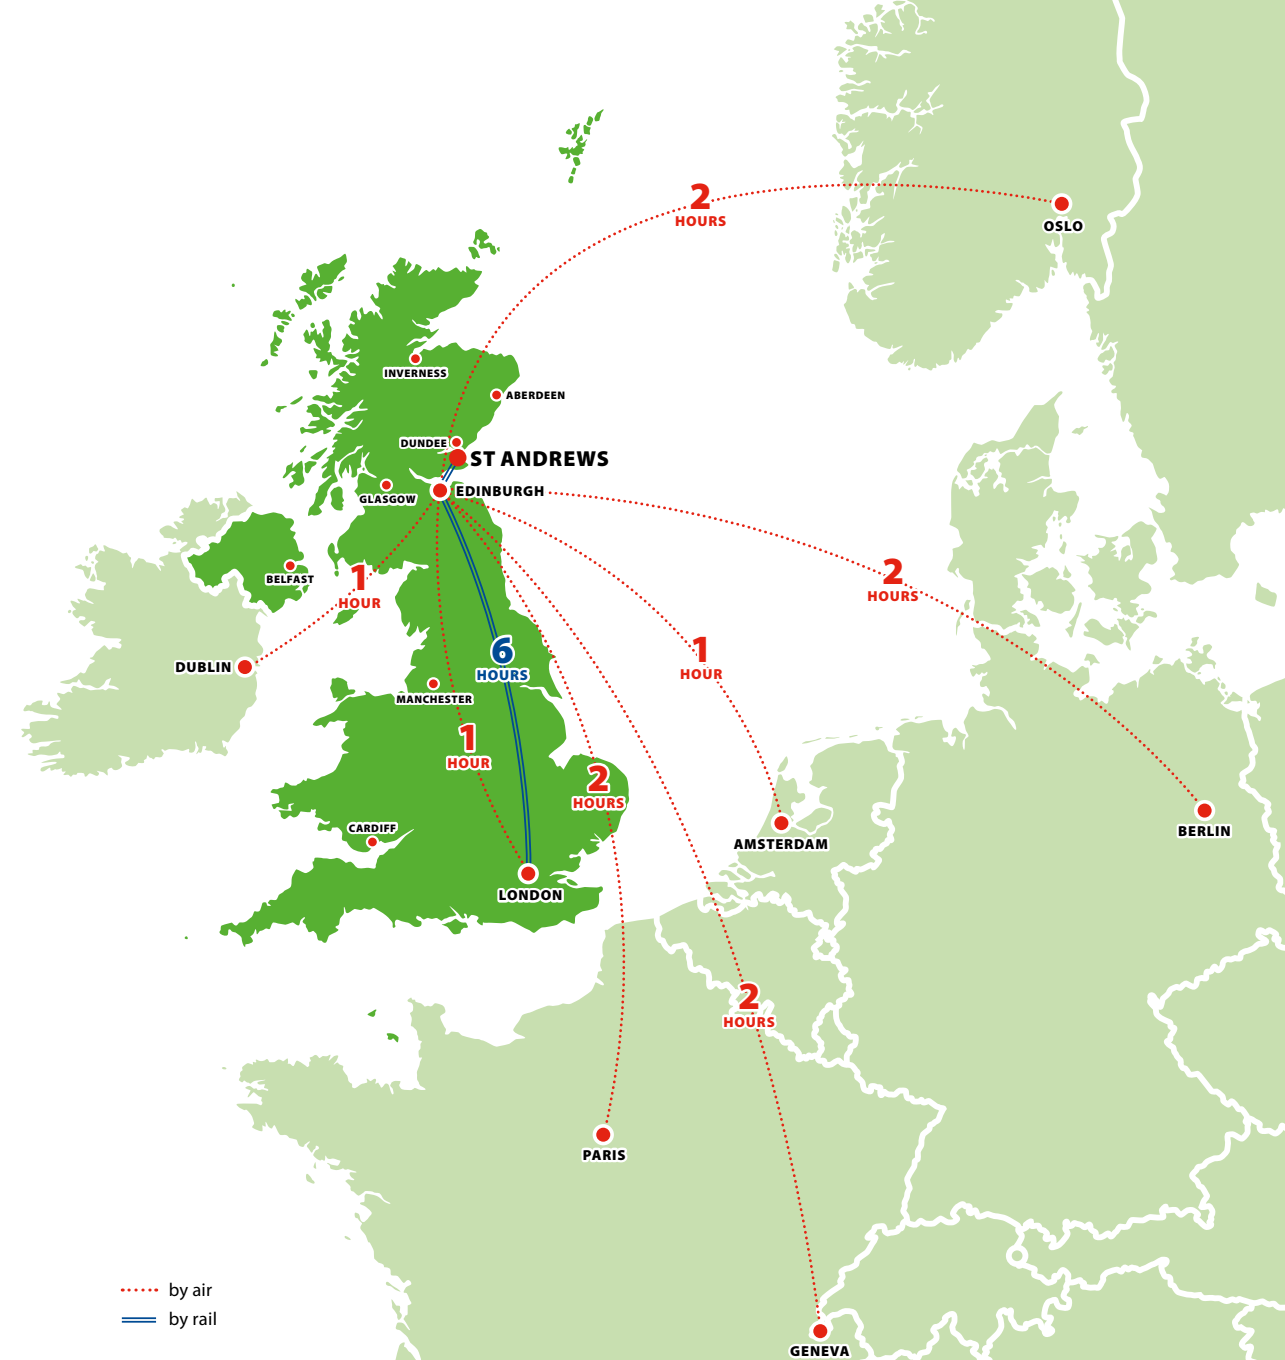 2
HOURS
OSLO
INVERNESS
ABERDEEN
DUNDEE
ST ANDREWS
GLASGOW
EDINBURGH
BELFAST
1
HOUR
2
HOURS
DUBLIN
6
HOURS
1
HOUR
MANCHESTER
1
HOUR
2
HOURS
CARDIFF
AMSTERDAM
BERLIN
LONDON
2
HOURS
PARIS
by air
by rail
GENEVA